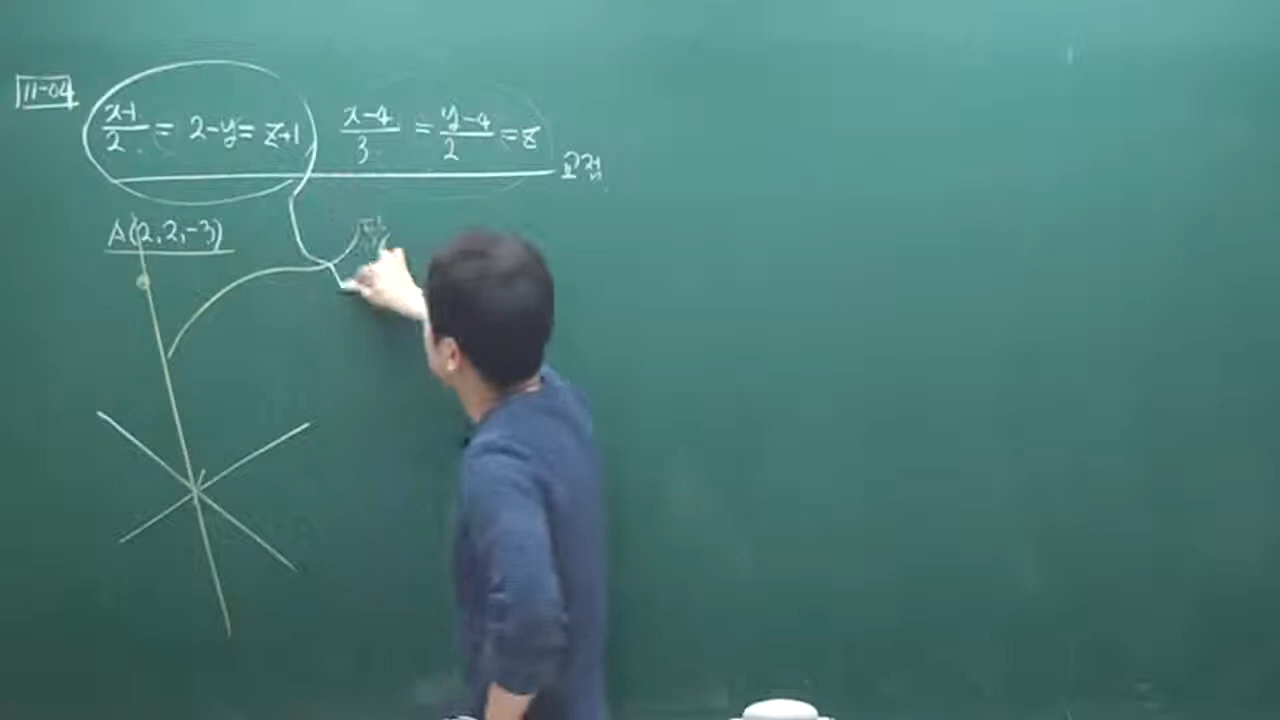 11-04
x-1/2 = 2-y = z+1 x-4/3 = y-4/2 = z 교점
A(2,2,-3)